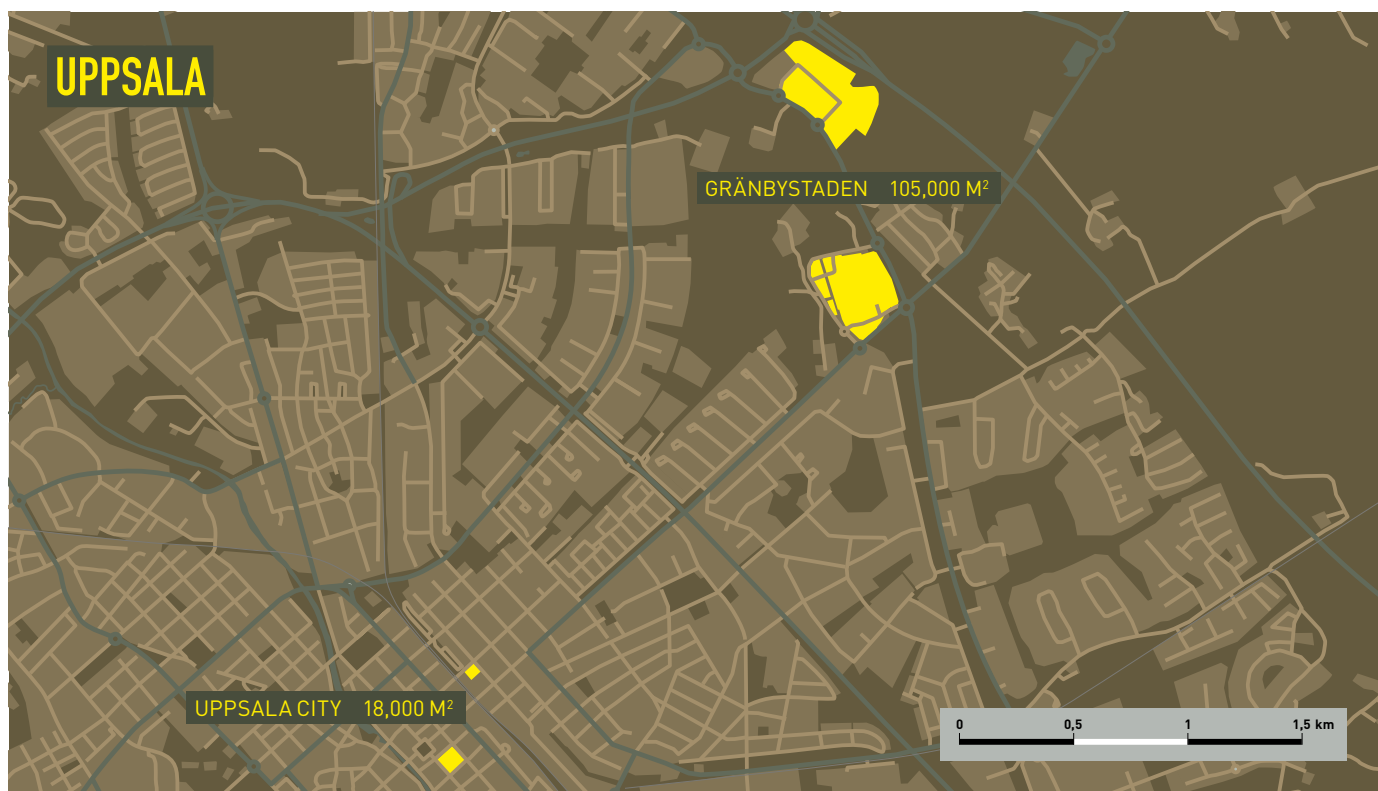 UPPSALA
GRÄNBYSTADEN 105,000 M²
UPPSALA CITY 18,000 M²
0 0,5 1 1,5 km